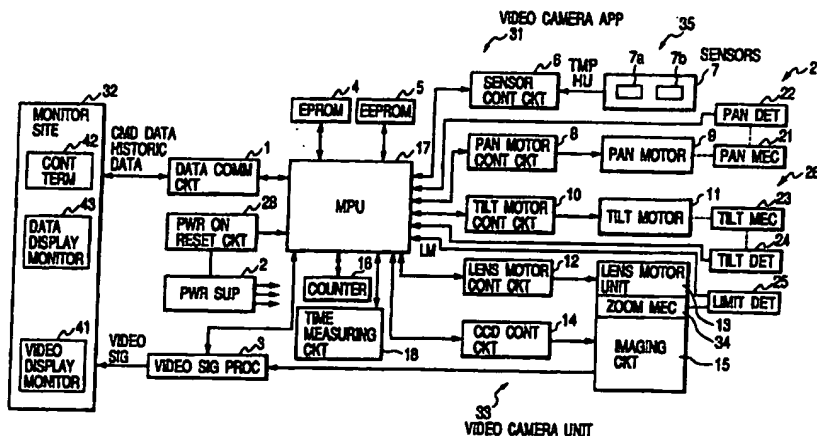 VIDEO CAMERA APP
31
35
SENSORS
6
SENSOR
CONT CKT
TMP
HU
7a
7b
7
2
32
MONITOR
SITE
42
CONT
TERM
43
DATA
DISPLAY
MONITOR
41
VIDEO
DISPLAY
MONITOR
CMD DATA
HISTORIC
DATA
VIDEO
SIG
1
DATA COMM
CKT
28
PWR ON
RESET CKT
2
PWR SUP
3
VIDEO SIG PROC
4
EPROM
5
EEPROM
17
MPU
16
COUNTER
TIME
MEASURING
CKT
18
22
PAN DET
8
PAN MOTOR
CONT CKT
9
PAN MOTOR
21
PAN MEC
26
10
TILT MOTOR
CONT CKT
11
TILT MOTOR
23
TILT MEC
24
TILT DET
LM
12
LENS MOTOR
CONT CKT
LENS MOTOR
UNIT
25
LIMIT DET
ZOOM MEC
13
34
14
CCD CONT
CKT
IMAGING
CKT
15
33
VIDEO CAMERA UNIT